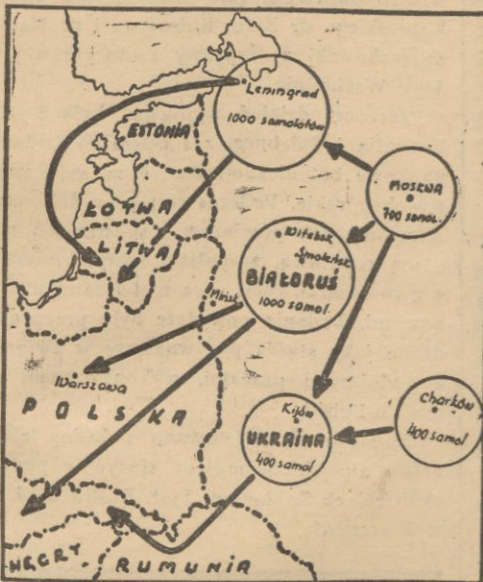 Leningrad
1000 samolotów
ESTONIA
MOSKWA
700 samol.
ŁOTWA
LITWA
Witebsk
Smoleńsk
BIAŁORUŚ
1000 samol.
Mińsk
Warszawa
POLSKA
Kijów
UKRAINA
400 samol
Charków
400 samol
WĘGRY
RUMUNIA